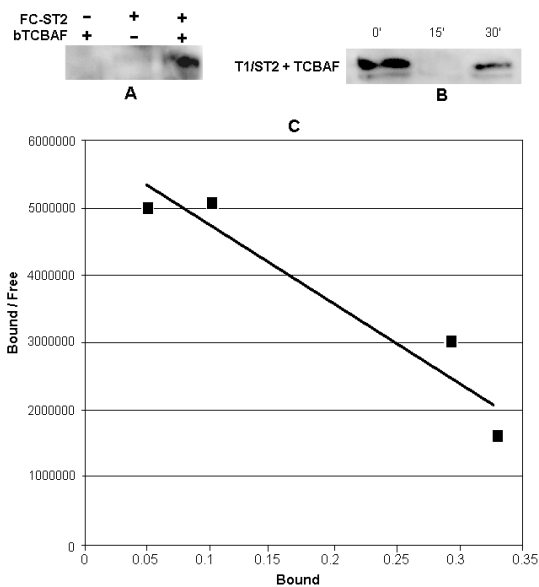 FC-ST2 - + +
bTCBAF + - +
A
0' 15' 30'
T1/ST2 + TCBAF
B
C
6000000
5000000
4000000
3000000
2000000
1000000
0
0 0.05 0.1 0.15 0.2 0.25 0.3 0.35
Bound / Free
Bound